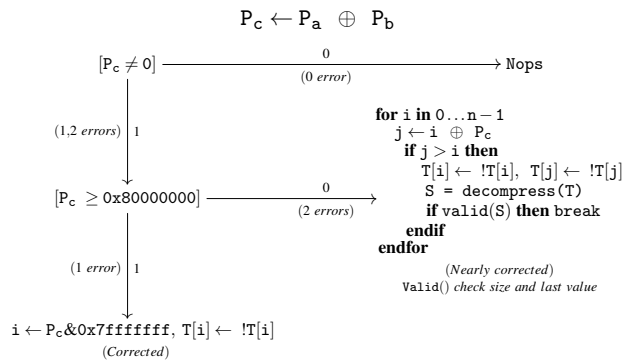 P_c ← P_a ⊕ P_b
[P_c ≠ 0]
0
(0 error)
Nops
(1,2 errors) 1
for i in 0...n − 1
j ← i ⊕ P_c
if j > i then
T[i] ← !T[i], T[j] ← !T[j]
S = decompress(T)
if valid(S) then break
endif
endfor
(Nearly corrected)
Valid() check size and last value
[P_c ≥ 0x80000000]
0
(2 errors)
(1 error) 1
i ← P_c&0x7fffffff, T[i] ← !T[i]
(Corrected)